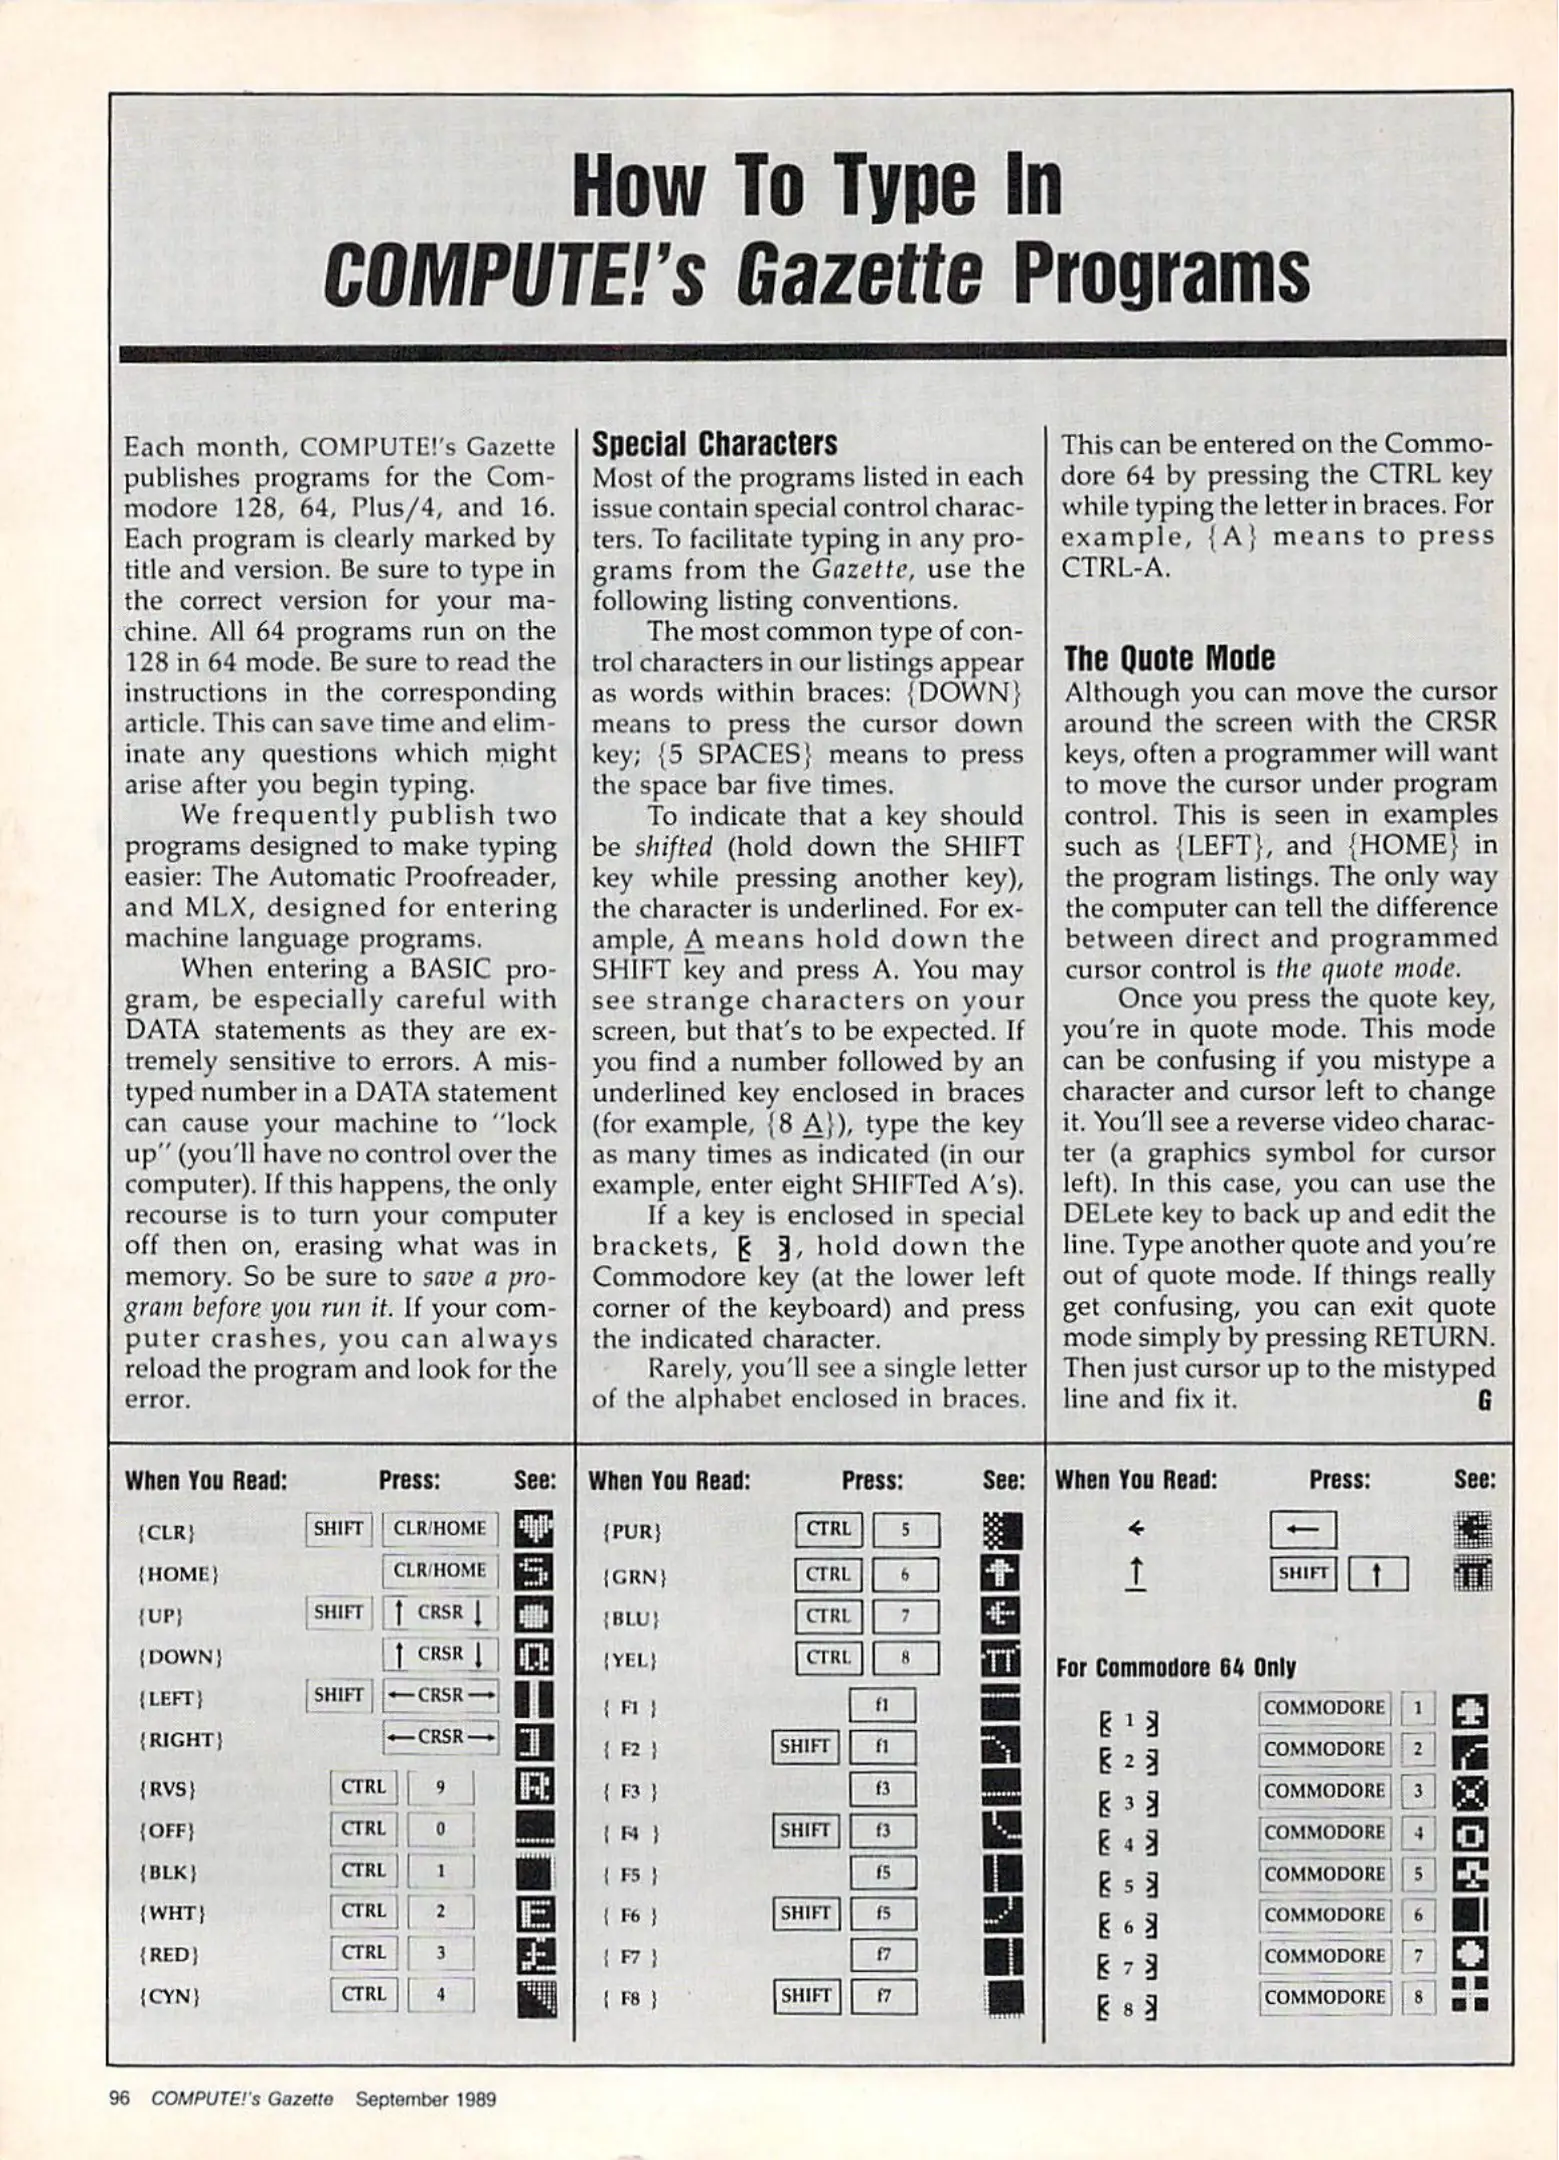 How To Type In
COMPUTE!'s Gazette Programs
Each month, COMPUTE!'s Gazette
publishes programs for the Com-
modore 128, 64, Plus/4, and 16.
Each program is clearly marked by
title and version. Be sure to type in
the correct version for your ma-
chine. All 64 programs run on the
128 in 64 mode. Be sure to read the
instructions in the corresponding
article. This can save time and elim-
inate any questions which might
arise after you begin typing.
We frequently publish two
programs designed to make typing
easier: The Automatic Proofreader,
and MLX, designed for entering
machine language programs.
When entering a BASIC pro-
gram, be especially careful with
DATA statements as they are ex-
tremely sensitive to errors. A mis-
typed number in a DATA statement
can cause your machine to "lock
up" (you'll have no control over the
computer). If this happens, the only
recourse is to turn your computer
off then on, erasing what was in
memory. So be sure to save a pro-
gram before you run it. If your com-
puter crashes, you can always
reload the program and look for the
error.
Special Characters
Most of the programs listed in each
issue contain special control charac-
ters. To facilitate typing in any pro-
grams from the Gazette, use the
following listing conventions.
The most common type of con-
trol characters in our listings appear
as words within braces: {DOWN}
means to press the cursor down
key; {5 SPACES} means to press
the space bar five times.
To indicate that a key should
be shifted (hold down the SHIFT
key while pressing another key),
the character is underlined. For ex-
ample, A means hold down the
SHIFT key and press A. You may
see strange characters on your
screen, but that's to be expected. If
you find a number followed by an
underlined key enclosed in braces
(for example, {8 A}), type the key
as many times as indicated (in our
example, enter eight SHIFTed A's).
If a key is enclosed in special
brackets, [< >], hold down the
Commodore key (at the lower left
corner of the keyboard) and press
the indicated character.
Rarely, you'll see a single letter
of the alphabet enclosed in braces.
This can be entered on the Commo-
dore 64 by pressing the CTRL key
while typing the letter in braces. For
example, {A} means to press
CTRL-A.
The Quote Mode
Although you can move the cursor
around the screen with the CRSR
keys, often a programmer will want
to move the cursor under program
control. This is seen in examples
such as {LEFT}, and {HOME} in
the program listings. The only way
the computer can tell the difference
between direct and programmed
cursor control is the quote mode.
Once you press the quote key,
you're in quote mode. This mode
can be confusing if you mistype a
character and cursor left to change
it. You'll see a reverse video charac-
ter (a graphics symbol for cursor
left). In this case, you can use the
DELete key to back up and edit the
line. Type another quote and you're
out of quote mode. If things really
get confusing, you can exit quote
mode simply by pressing RETURN.
Then just cursor up to the mistyped
line and fix it. G
When You Read: Press: See:
{CLR} SHIFT CLR/HOME
{HOME} CLR/HOME
{UP} SHIFT ↑ CRSR ↓
{DOWN} ↑ CRSR ↓
{LEFT} SHIFT ← CRSR →
{RIGHT} ← CRSR →
{RVS} CTRL 9
{OFF} CTRL 0
{BLK} CTRL 1
{WHT} CTRL 2
{RED} CTRL 3
{CYN} CTRL 4
When You Read: Press: See:
{PUR} CTRL 5
{GRN} CTRL 6
{BLU} CTRL 7
{YEL} CTRL 8
{ F1 } f1
{ F2 } SHIFT f1
{ F3 } f3
{ F4 } SHIFT f3
{ F5 } f5
{ F6 } SHIFT f5
{ F7 } f7
{ F8 } SHIFT f7
When You Read: Press: See:
← ←
↑ SHIFT ↑
For Commodore 64 Only
[< 1 >] COMMODORE 1
[< 2 >] COMMODORE 2
[< 3 >] COMMODORE 3
[< 4 >] COMMODORE 4
[< 5 >] COMMODORE 5
[< 6 >] COMMODORE 6
[< 7 >] COMMODORE 7
[< 8 >] COMMODORE 8
96 COMPUTE!'s Gazette September 1989